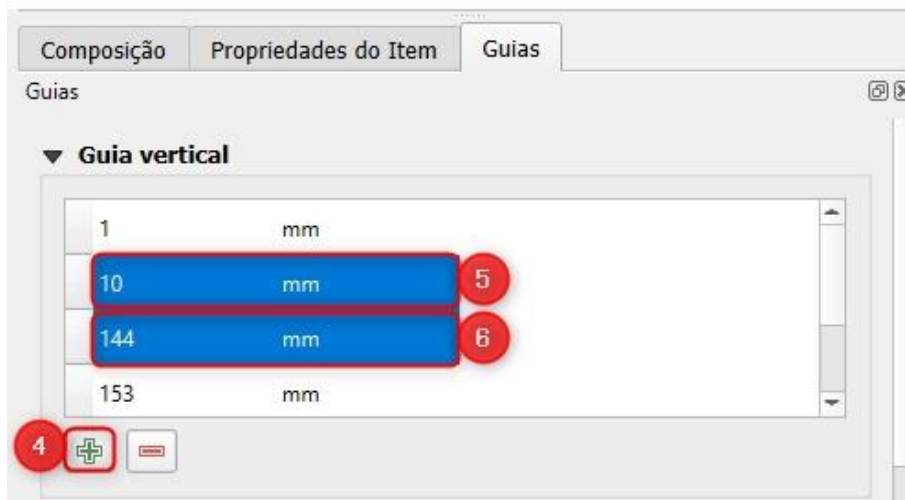 Composição Propriedades do Item Guias
Guias
Guia vertical
1 mm
10 mm 5
144 mm 6
153 mm
4